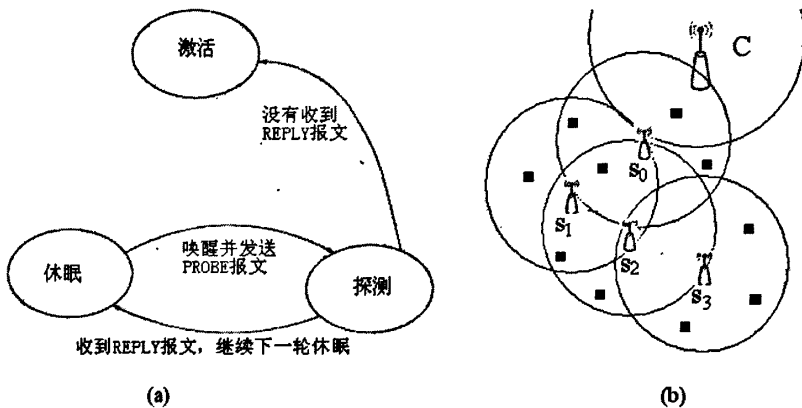 激活
没有收到
REPLY报文
唤醒并发送
PROBE报文
休眠
探测
收到REPLY报文，继续下一轮休眠
(a)
C
S0
S1
S2
S3
(b)